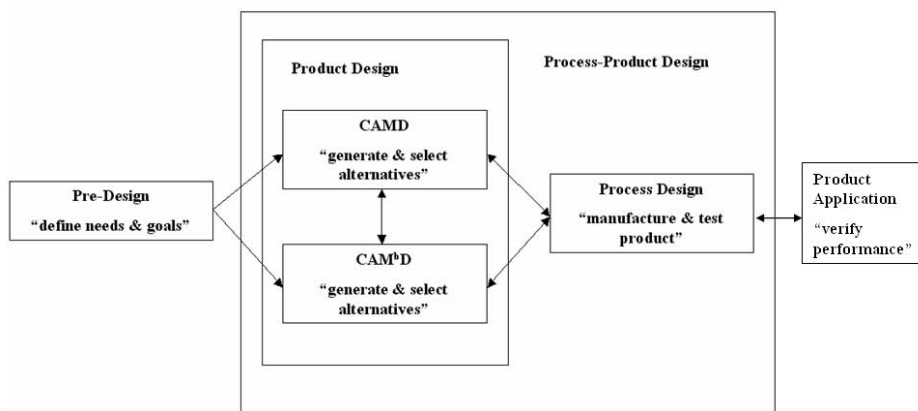 Product Design
Process-Product Design
CAMD
“generate & select
alternatives”
Pre-Design
“define needs & goals”
Process Design
“manufacture & test
product”
Product
Application
“verify
performance”
CAMᵇD
“generate & select
alternatives”